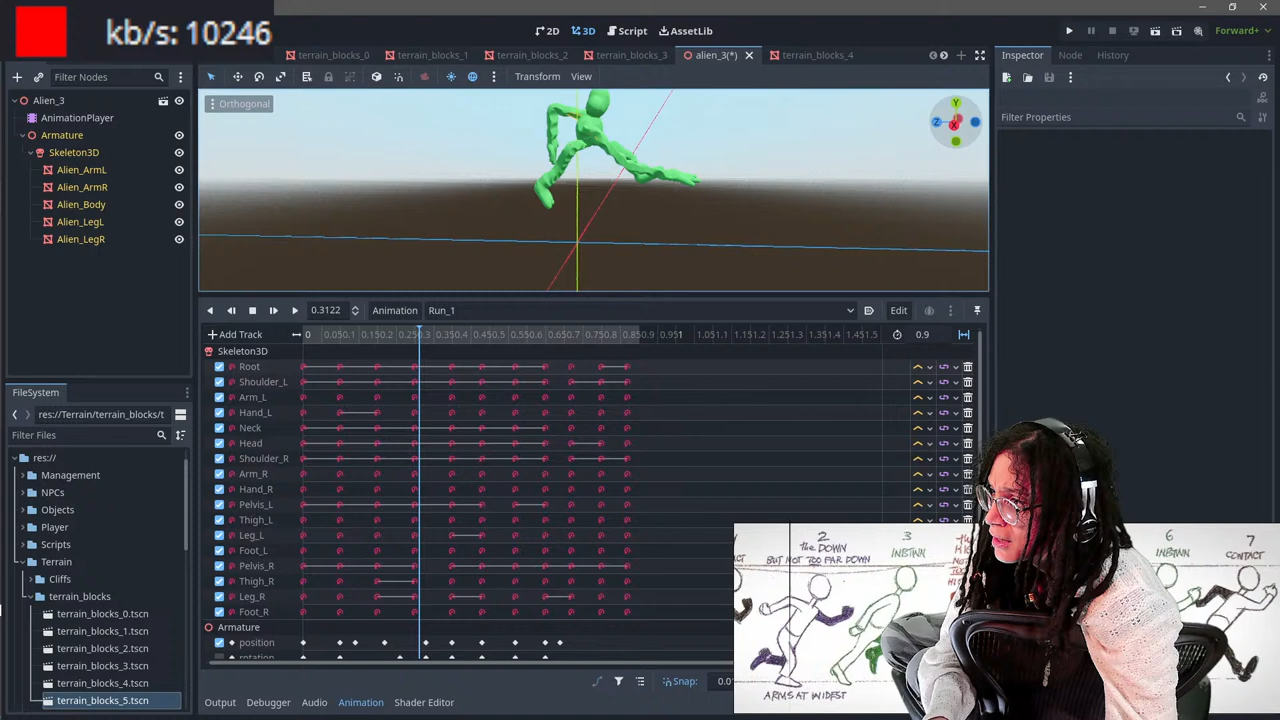 kb/s: 10246
2D
3D
Script
AssetLib
Forward+
Filter Nodes
Alien_3
AnimationPlayer
Armature
Skeleton3D
Alien_ArmL
Alien_ArmR
Alien_Body
Alien_LegL
Alien_LegR
terrain_blocks_0
terrain_blocks_1
terrain_blocks_2
terrain_blocks_3
alien_3(*)
terrain_blocks_4
Transform
View
Orthogonal
Y
Z
X
Inspector
Node
History
Filter Properties
0.3122
Animation
Run_1
Edit
Add Track
0.9
Skeleton3D
Root
Shoulder_L
Arm_L
Hand_L
Neck
Head
Shoulder_R
Arm_R
Hand_R
Pelvis_L
Thigh_L
Leg_L
Foot_L
Pelvis_R
Thigh_R
Leg_R
Foot_R
Armature
position
rotation
Snap:
Output
Debugger
Audio
Animation
Shader Editor
FileSystem
res://Terrain/terrain_blocks/t
Filter Files
res://
Management
NPCs
Objects
Player
Scripts
Terrain
Cliffs
terrain_blocks
terrain_blocks_0.tscn
terrain_blocks_1.tscn
terrain_blocks_2.tscn
terrain_blocks_3.tscn
terrain_blocks_4.tscn
terrain_blocks_5.tscn
2
the DOWN
BUT NOT TOO FAR DOWN
3
INBTWN
6
INBTWN
7
CONTACT
ARMS AT WIDEST